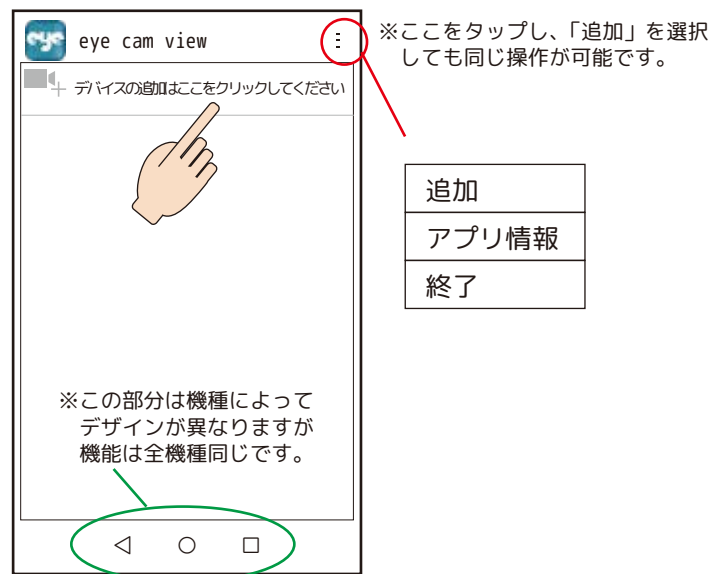 eye
eye cam view
※ここをタップし、「追加」を選択
しても同じ操作が可能です。
デバイスの追加はここをクリックしてください
追加
アプリ情報
終了
※この部分は機種によって
デザインが異なりますが
機能は全機種同じです。